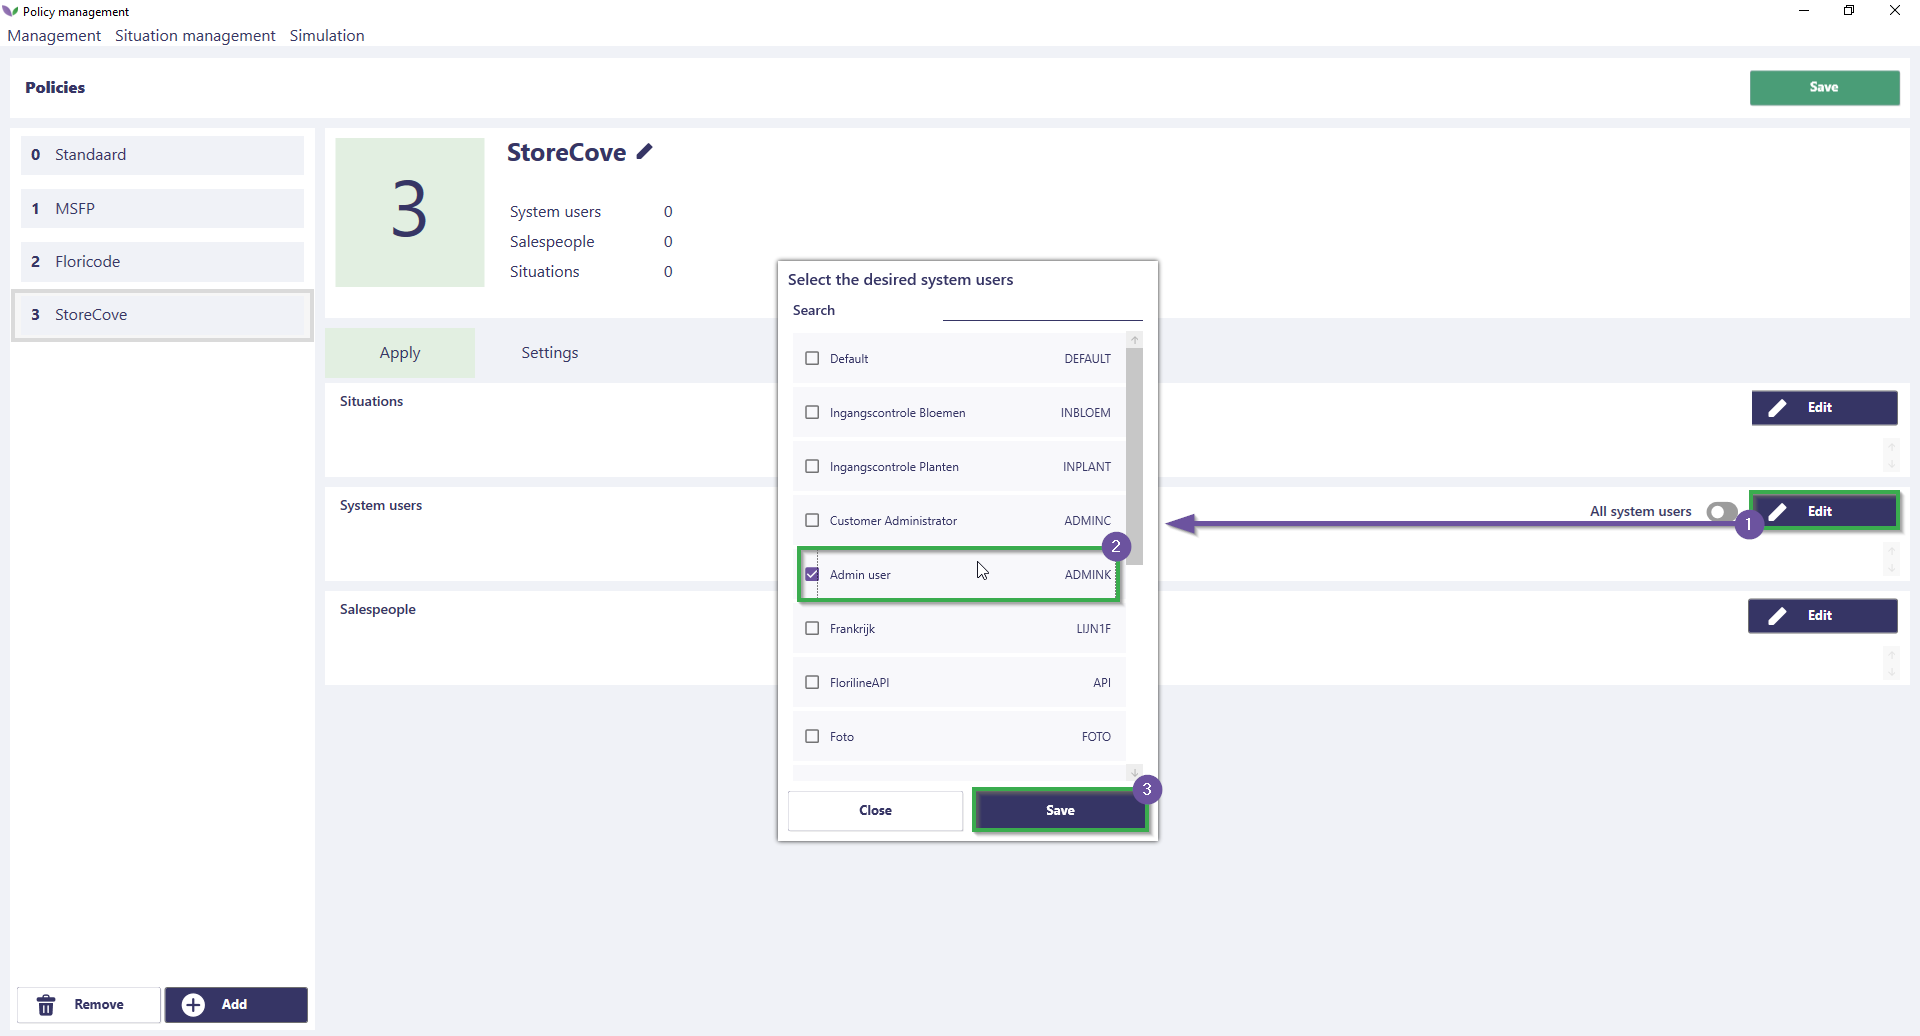 Policy management
Management Situation management Simulation
Policies
Save
0 Standaard
1 MSFP
2 Floricode
3 StoreCove
3
StoreCove
System users 0
Salespeople 0
Situations 0
Apply Settings
Situations
Edit
System users
All system users
1
Edit
Salespeople
Edit
Select the desired system users
Search
Default DEFAULT
Ingangscontrole Bloemen INBLOEM
Ingangscontrole Planten INPLANT
Customer Administrator ADMINC
2
Admin user ADMINK
Frankrijk LIJN1F
FlorilineAPI API
Foto FOTO
3
Close Save
Remove Add